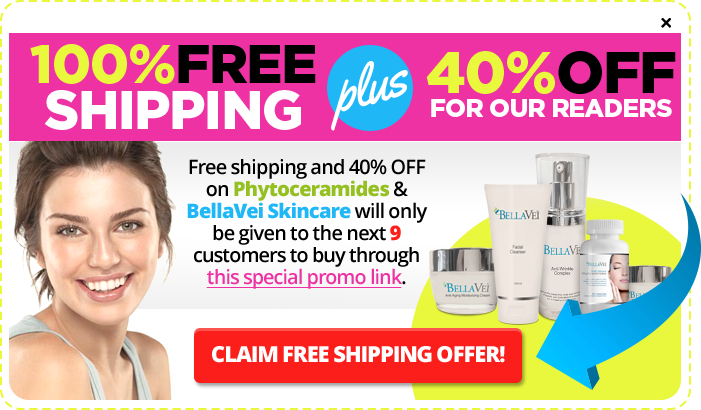 100%FREE
SHIPPING
plus
40%OFF
FOR OUR READERS
Free shipping and 40% OFF
on Phytoceramides &
BellaVei Skincare will only
be given to the next 9
customers to buy through
this special promo link.
CLAIM FREE SHIPPING OFFER!
BELLAVEI
Anti Aging Moisturizing Cream
BELLAVEI
Facial
Cleanser
BELLAVE
Anti-Wrinkle
Complex
BELLAVEI
BELLAV